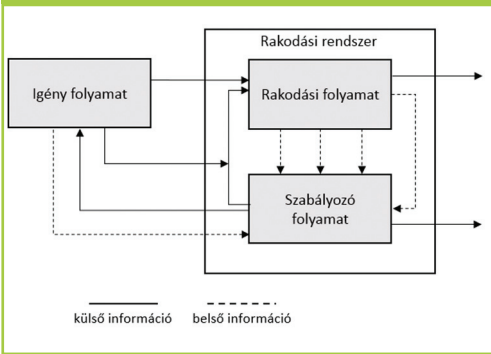 Rakodási rendszer
Igény folyamat
Rakodási folyamat
Szabályozó
folyamat
külső információ
belső információ